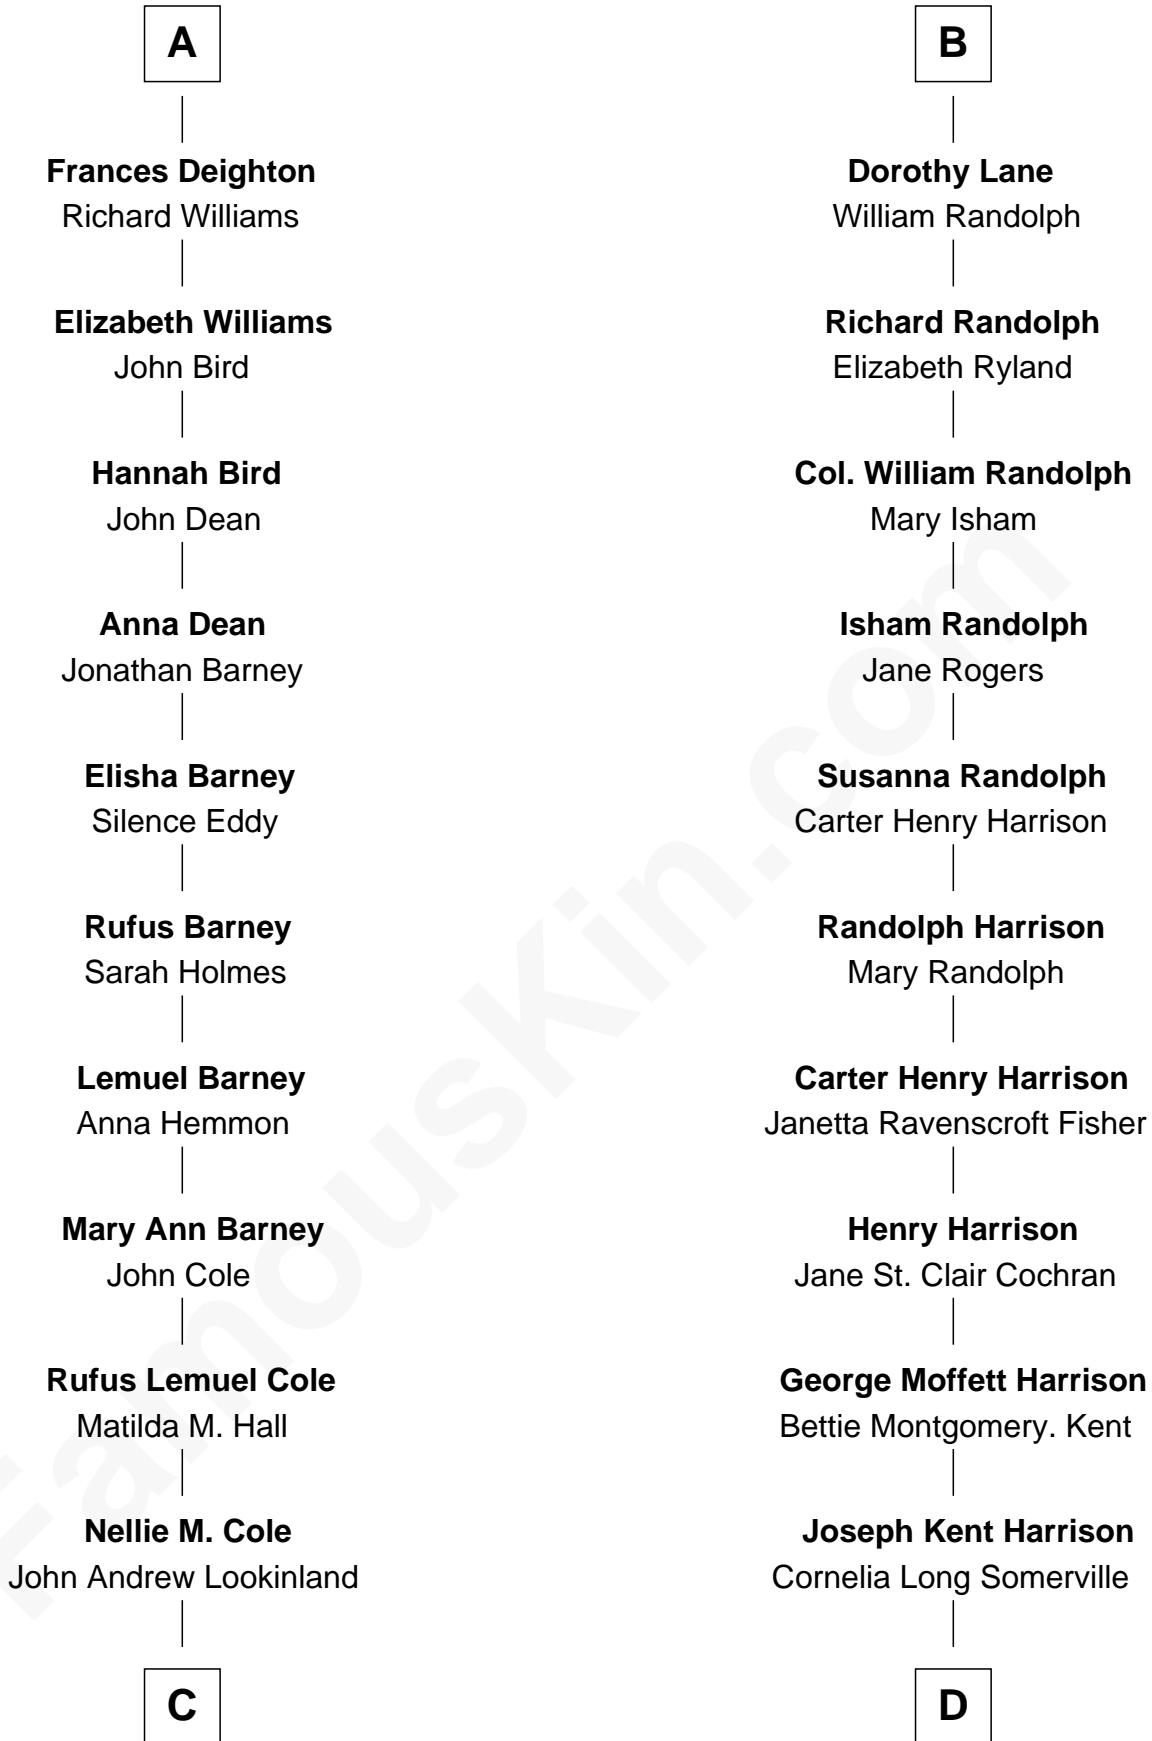 A
Frances Deighton
Richard Williams
Elizabeth Williams
John Bird
Hannah Bird
John Dean
Anna Dean
Jonathan Barney
Elisha Barney
Silence Eddy
Rufus Barney
Sarah Holmes
Lemuel Barney
Anna Hemmon
Mary Ann Barney
John Cole
Rufus Lemuel Cole
Matilda M. Hall
Nellie M. Cole
John Andrew Lookinland
C
B
Dorothy Lane
William Randolph
Richard Randolph
Elizabeth Ryland
Col. William Randolph
Mary Isham
Isham Randolph
Jane Rogers
Susanna Randolph
Carter Henry Harrison
Randolph Harrison
Mary Randolph
Carter Henry Harrison
Janetta Ravenscroft Fisher
Henry Harrison
Jane St. Clair Cochran
George Moffett Harrison
Bettie Montgomery. Kent
Joseph Kent Harrison
Cornelia Long Somerville
D
FamousKin.com